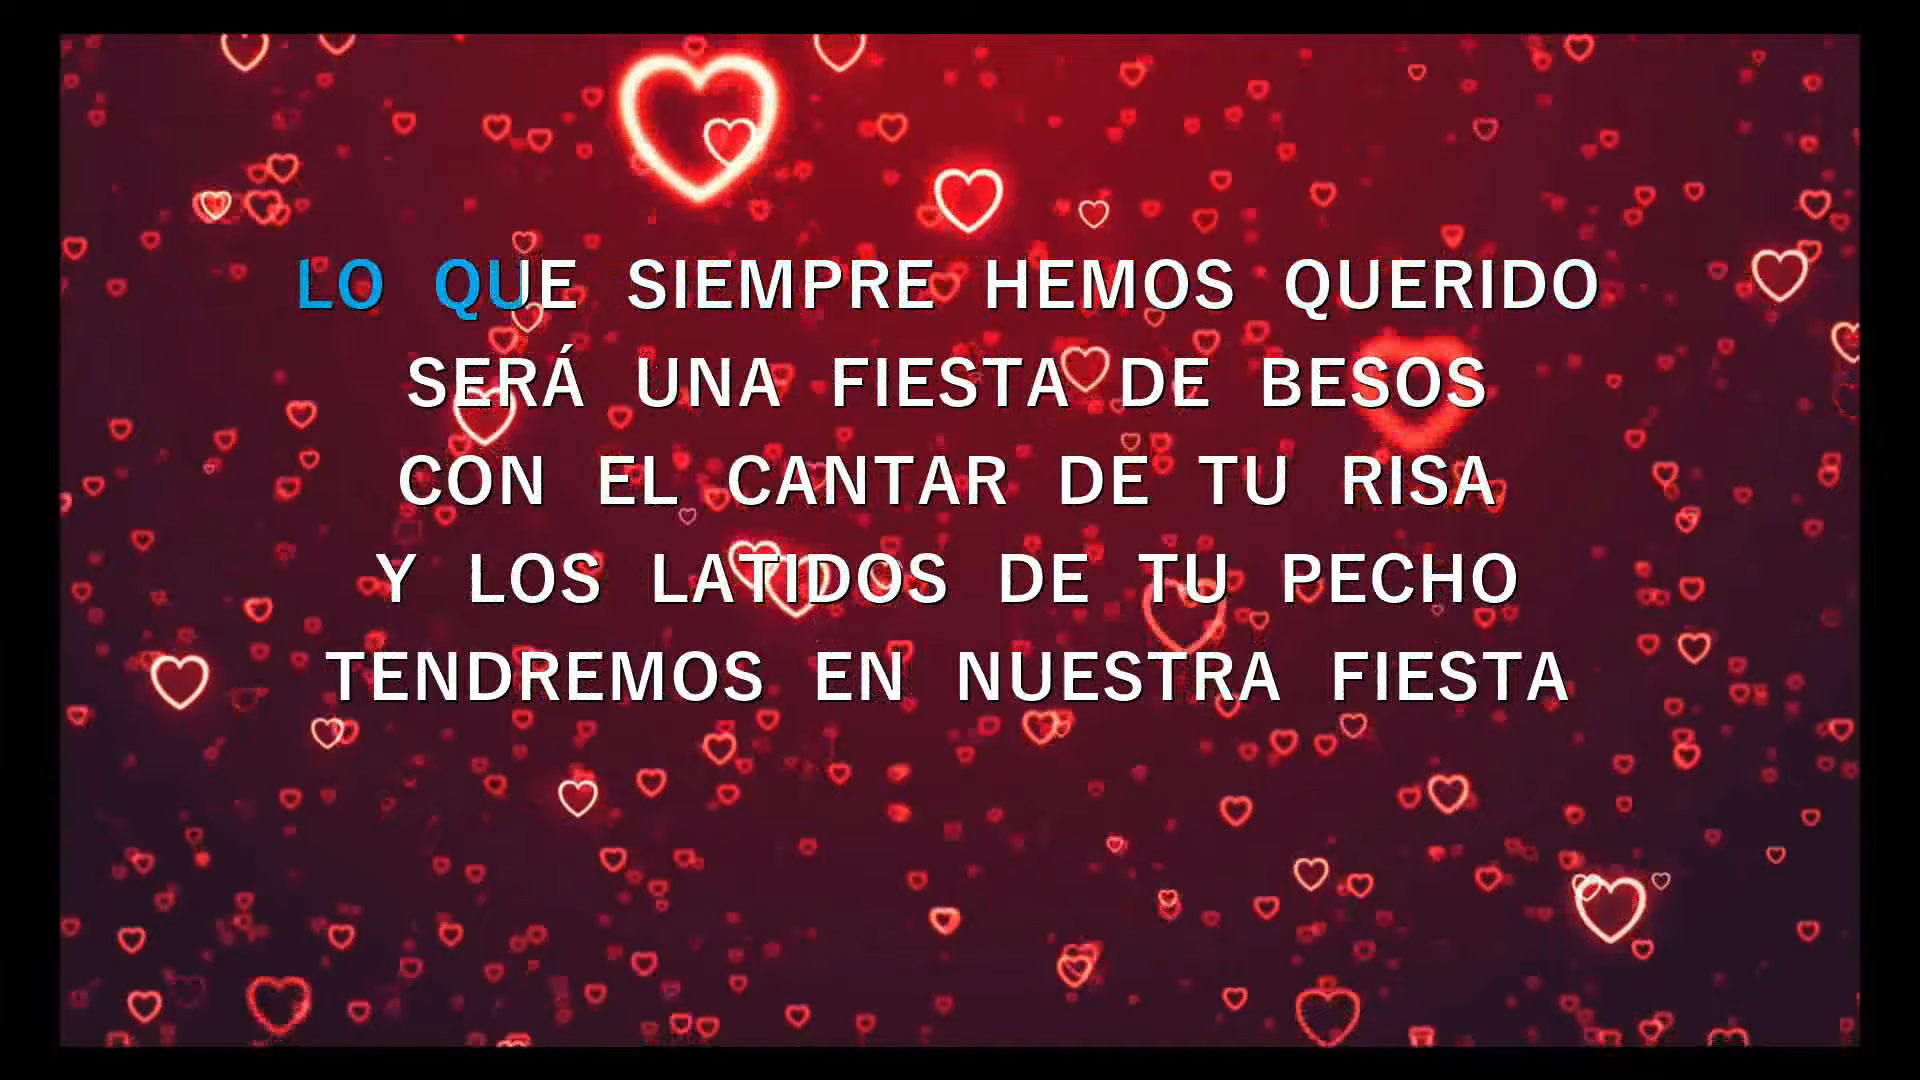 LO QUE SIEMPRE HEMOS QUERIDO
SERÁ UNA FIESTA DE BESOS
CON EL CANTAR DE TU RISA
Y LOS LATIDOS DE TU PECHO
TENDREMOS EN NUESTRA FIESTA